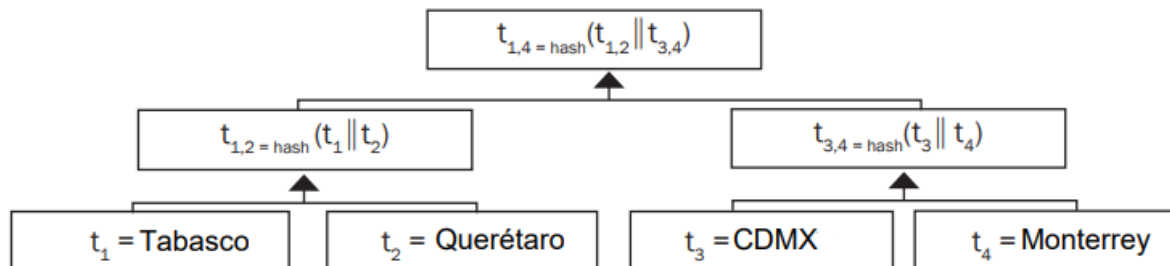 t1,4 = hash(t1,2 || t3,4)
t1,2 = hash (t1 || t2)
t3,4 = hash(t3 || t4)
t1 = Tabasco
t2 = Querétaro
t3 = CDMX
t4 = Monterrey